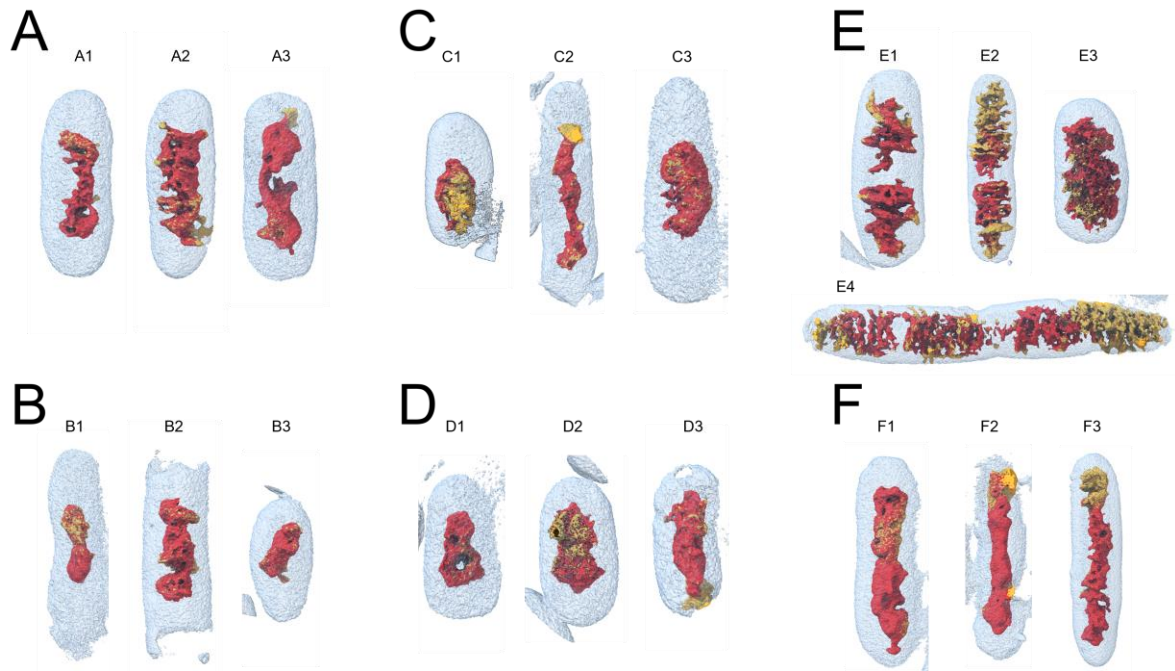 A
A1 A2 A3
C
C1 C2 C3
E
E1 E2 E3
E4
B
B1 B2 B3
D
D1 D2 D3
F
F1 F2 F3